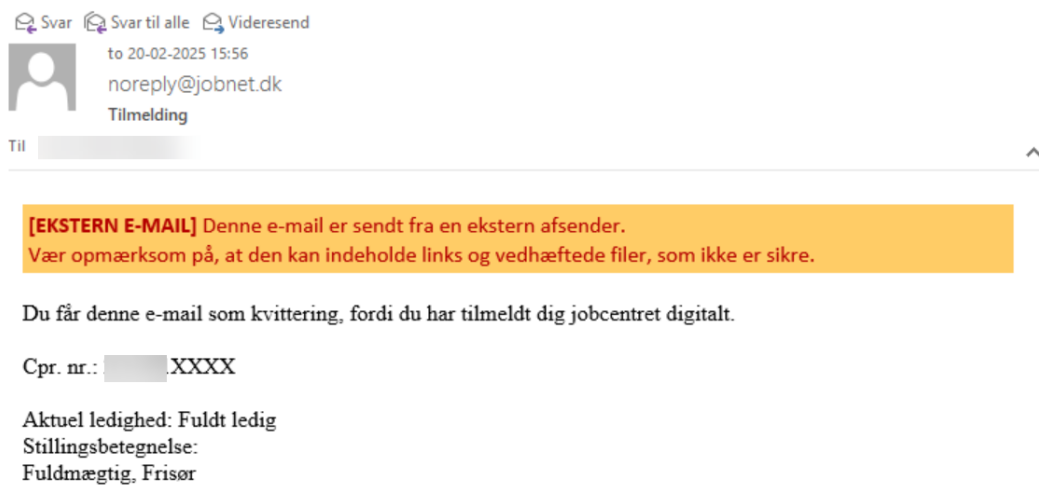 Svar Svar til alle Videresend
to 20-02-2025 15:56
noreply@jobnet.dk
Tilmelding
Til
[EKSTERN E-MAIL] Denne e-mail er sendt fra en ekstern afsender.
Vær opmærksom på, at den kan indeholde links og vedhæftede filer, som ikke er sikre.
Du får denne e-mail som kvittering, fordi du har tilmeldt dig jobcentret digitalt.
Cpr. nr.: XXXX
Aktuel ledighed: Fuldt ledig
Stillingsbetegnelse:
Fuldmægtig, Frisør